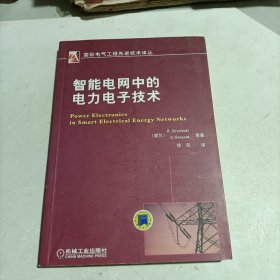 国际电气工程先进技术译丛
智能电网中的
电力电子技术
Power Electronics
in Smart Electrical Energy Networks
(波兰) R. Strzelecki 等著
G. Benysek
徐政 译
机械工业出版社
CHINA MACHINE PRESS